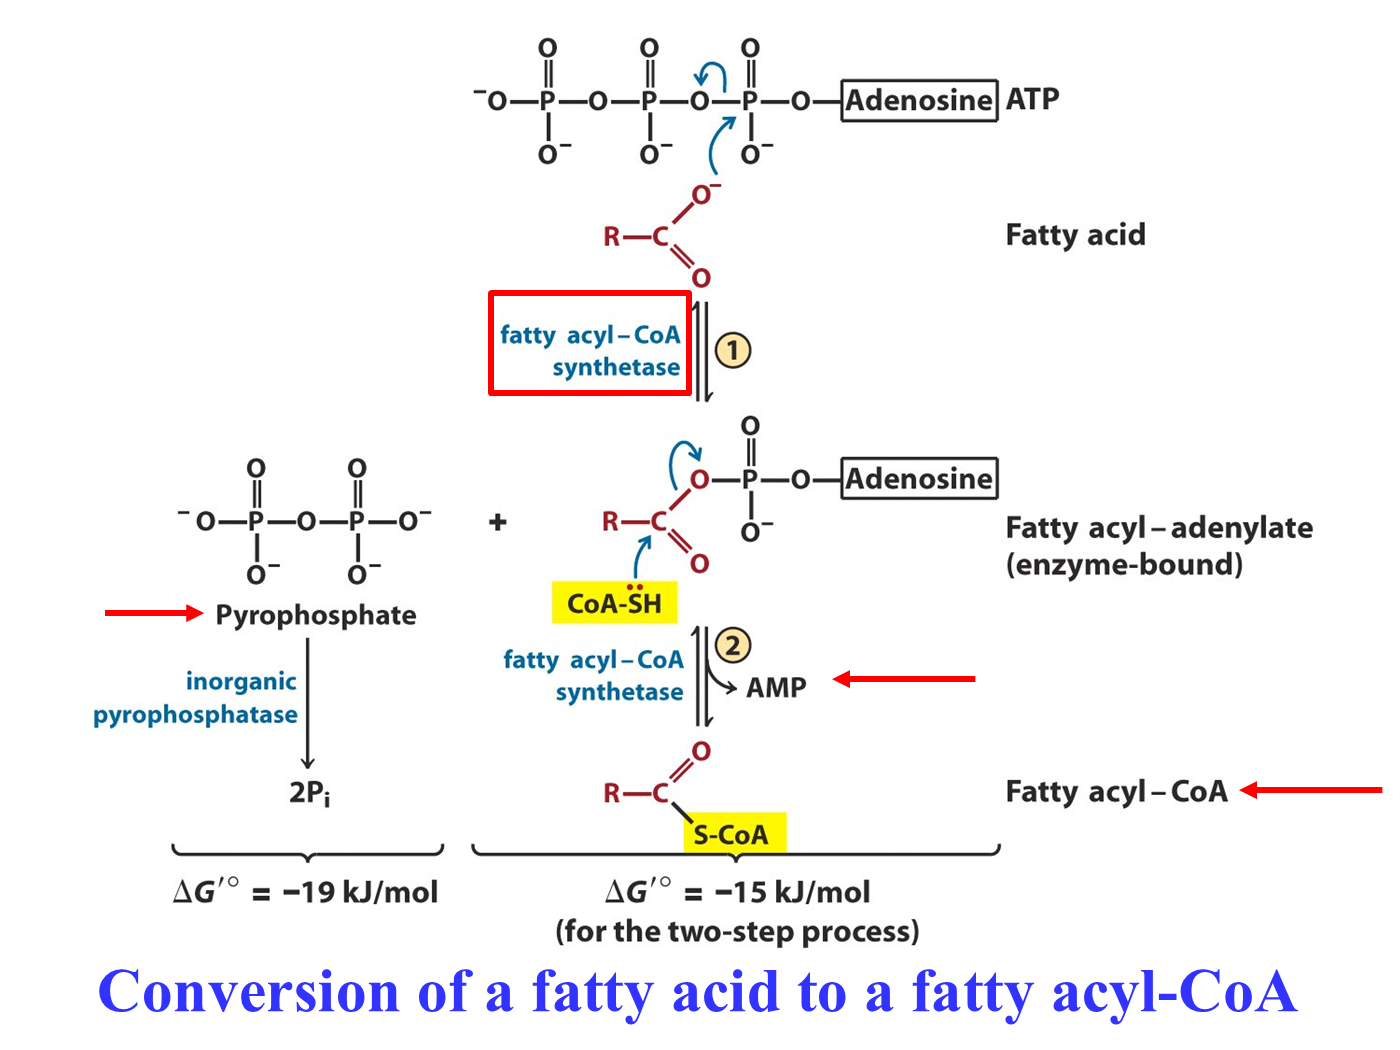 O O O
⁻O—P—O—P—O—P—O—Adenosine ATP
O⁻ O⁻ O⁻
O⁻
R—C
O
Fatty acid
fatty acyl–CoA
synthetase
1
O O
⁻O—P—O—P—O⁻
O⁻ O⁻
Pyrophosphate
+
O
O—P—O—Adenosine
R—C
O⁻
O
CoA-S̈H
Fatty acyl–adenylate
(enzyme-bound)
inorganic
pyrophosphatase
2Pᵢ
fatty acyl–CoA
synthetase
2
AMP
O
R—C
S-CoA
Fatty acyl–CoA
ΔG′° = −19 kJ/mol
ΔG′° = −15 kJ/mol
(for the two-step process)
Conversion of a fatty acid to a fatty acyl-CoA